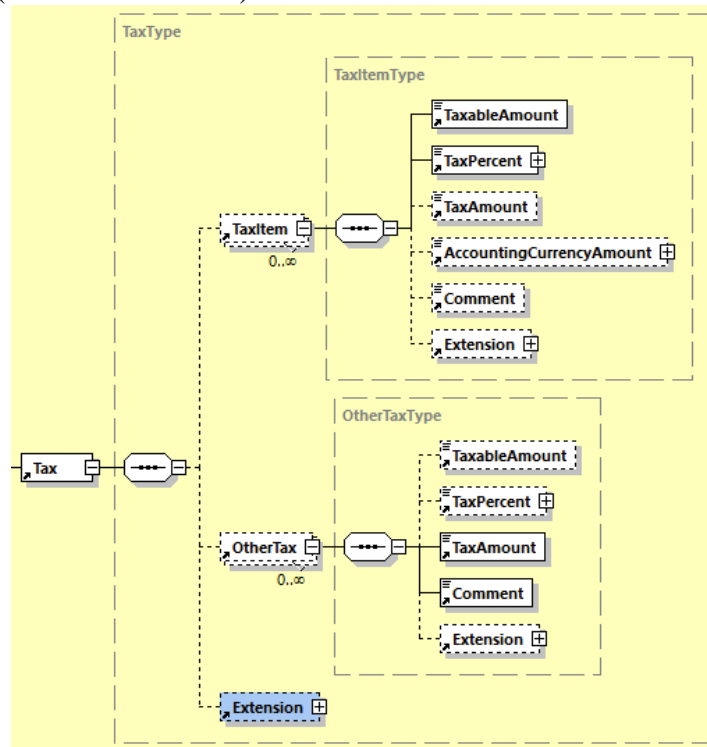 TaxType
TaxItemType
TaxableAmount
TaxPercent
TaxItem
TaxAmount
0..∞
AccountingCurrencyAmount
Comment
Extension
OtherTaxType
Tax
TaxableAmount
TaxPercent
OtherTax
TaxAmount
0..∞
Comment
Extension
Extension